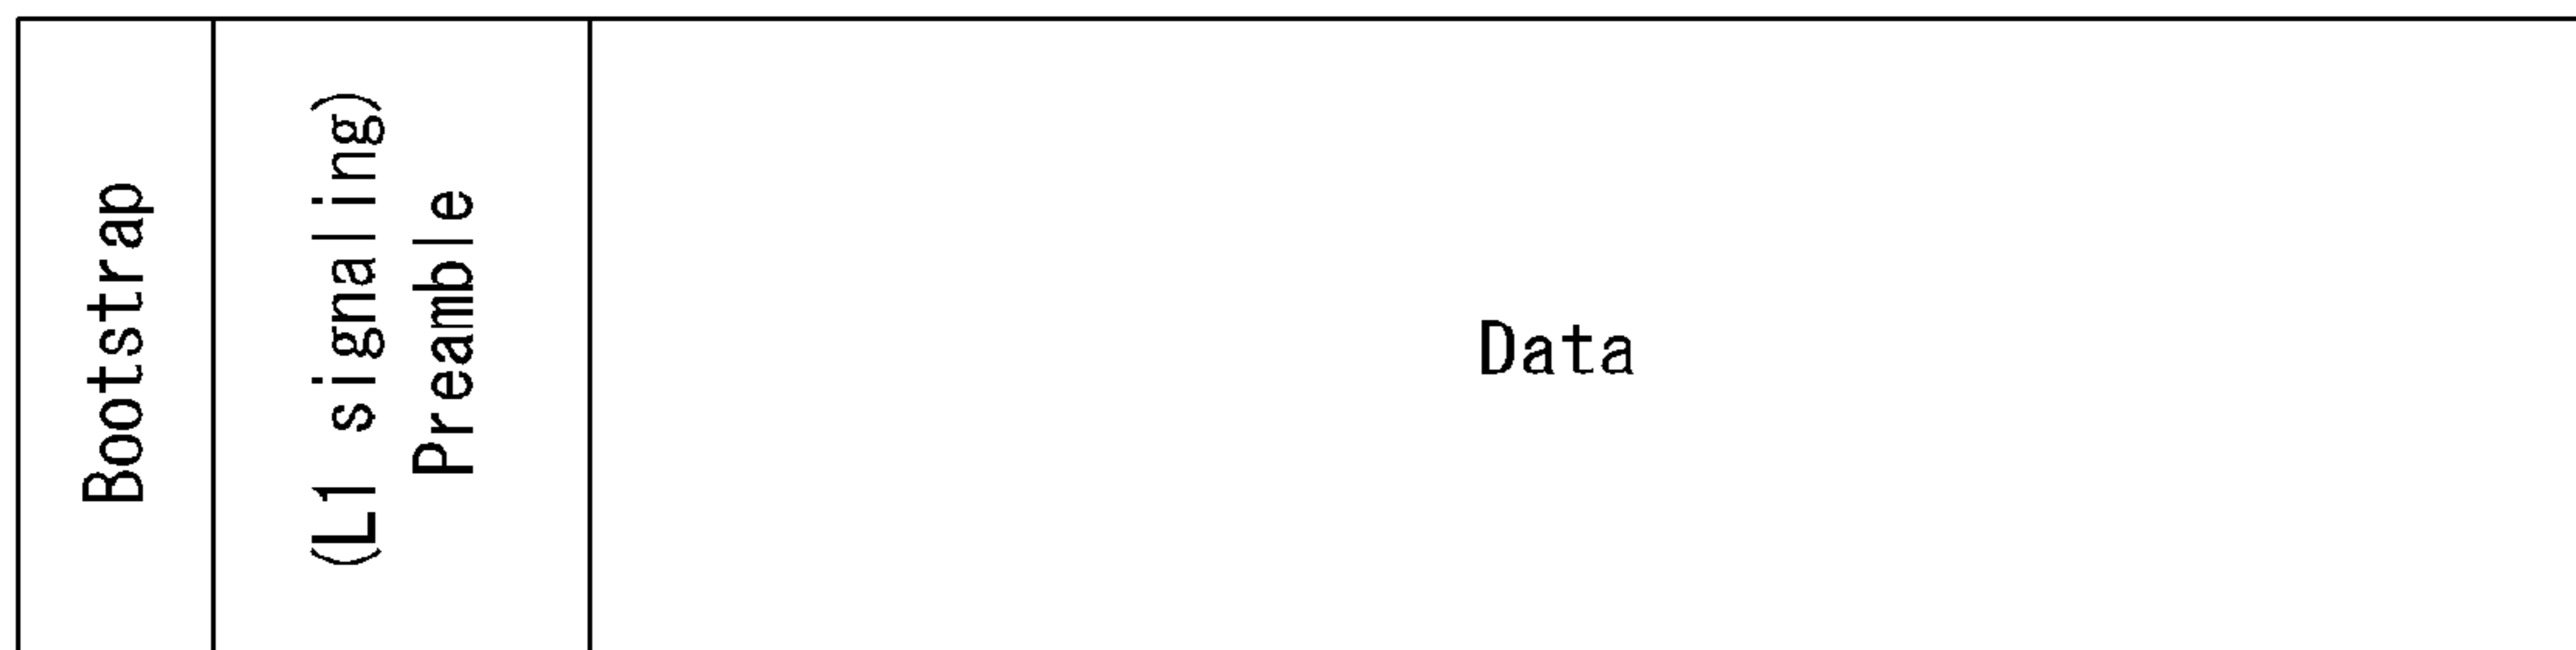 Bootstrap
(L1 signaling)
Preamble
Data